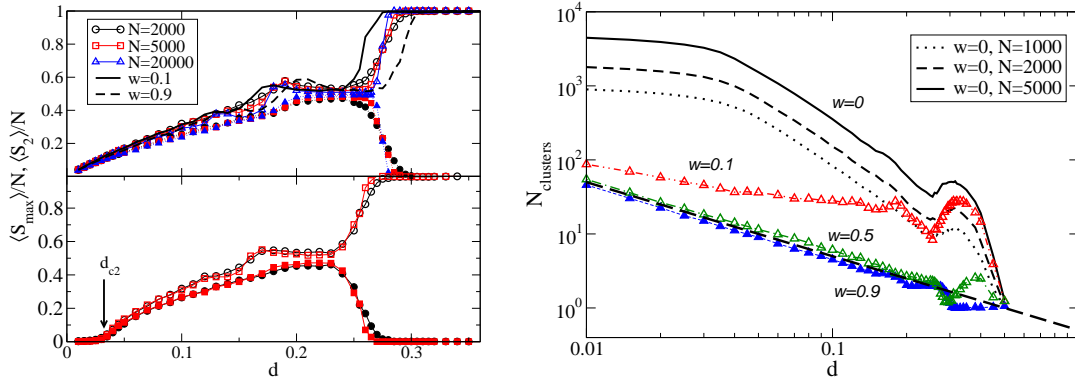 ⟨S_max⟩/N, ⟨S_2⟩/N
1
0.8
0.6
0.4
0.2
0
N=2000
N=5000
N=20000
w=0.1
w=0.9
0.8
0.6
0.4
0.2
0
d_c2
0
0.1
0.2
0.3
d
N_clusters
10^4
10^3
10^2
10^1
10^0
w=0, N=1000
w=0, N=2000
w=0, N=5000
w=0
w=0.1
w=0.5
w=0.9
0.01
0.1
1
d